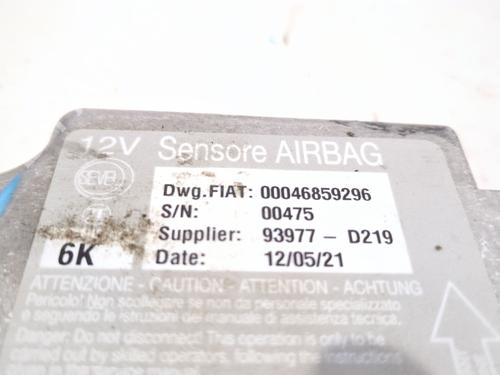 12V Sensore AIRBAG
SEVEL
Dwg.FIAT: 00046859296
S/N: 00475
Supplier: 93977 - D219
6K
Date: 12/05/21
ATTENZIONE - CAUTION - ATTENTION - ACHTUNG
Pericolo! Non scollegare se non da personale specializzato
e seguendo le istruzioni del manuale di assistenza tecnica.
Danger: Do not disconnect! This operation is only to be
carried out by skilled operators, following the instructions